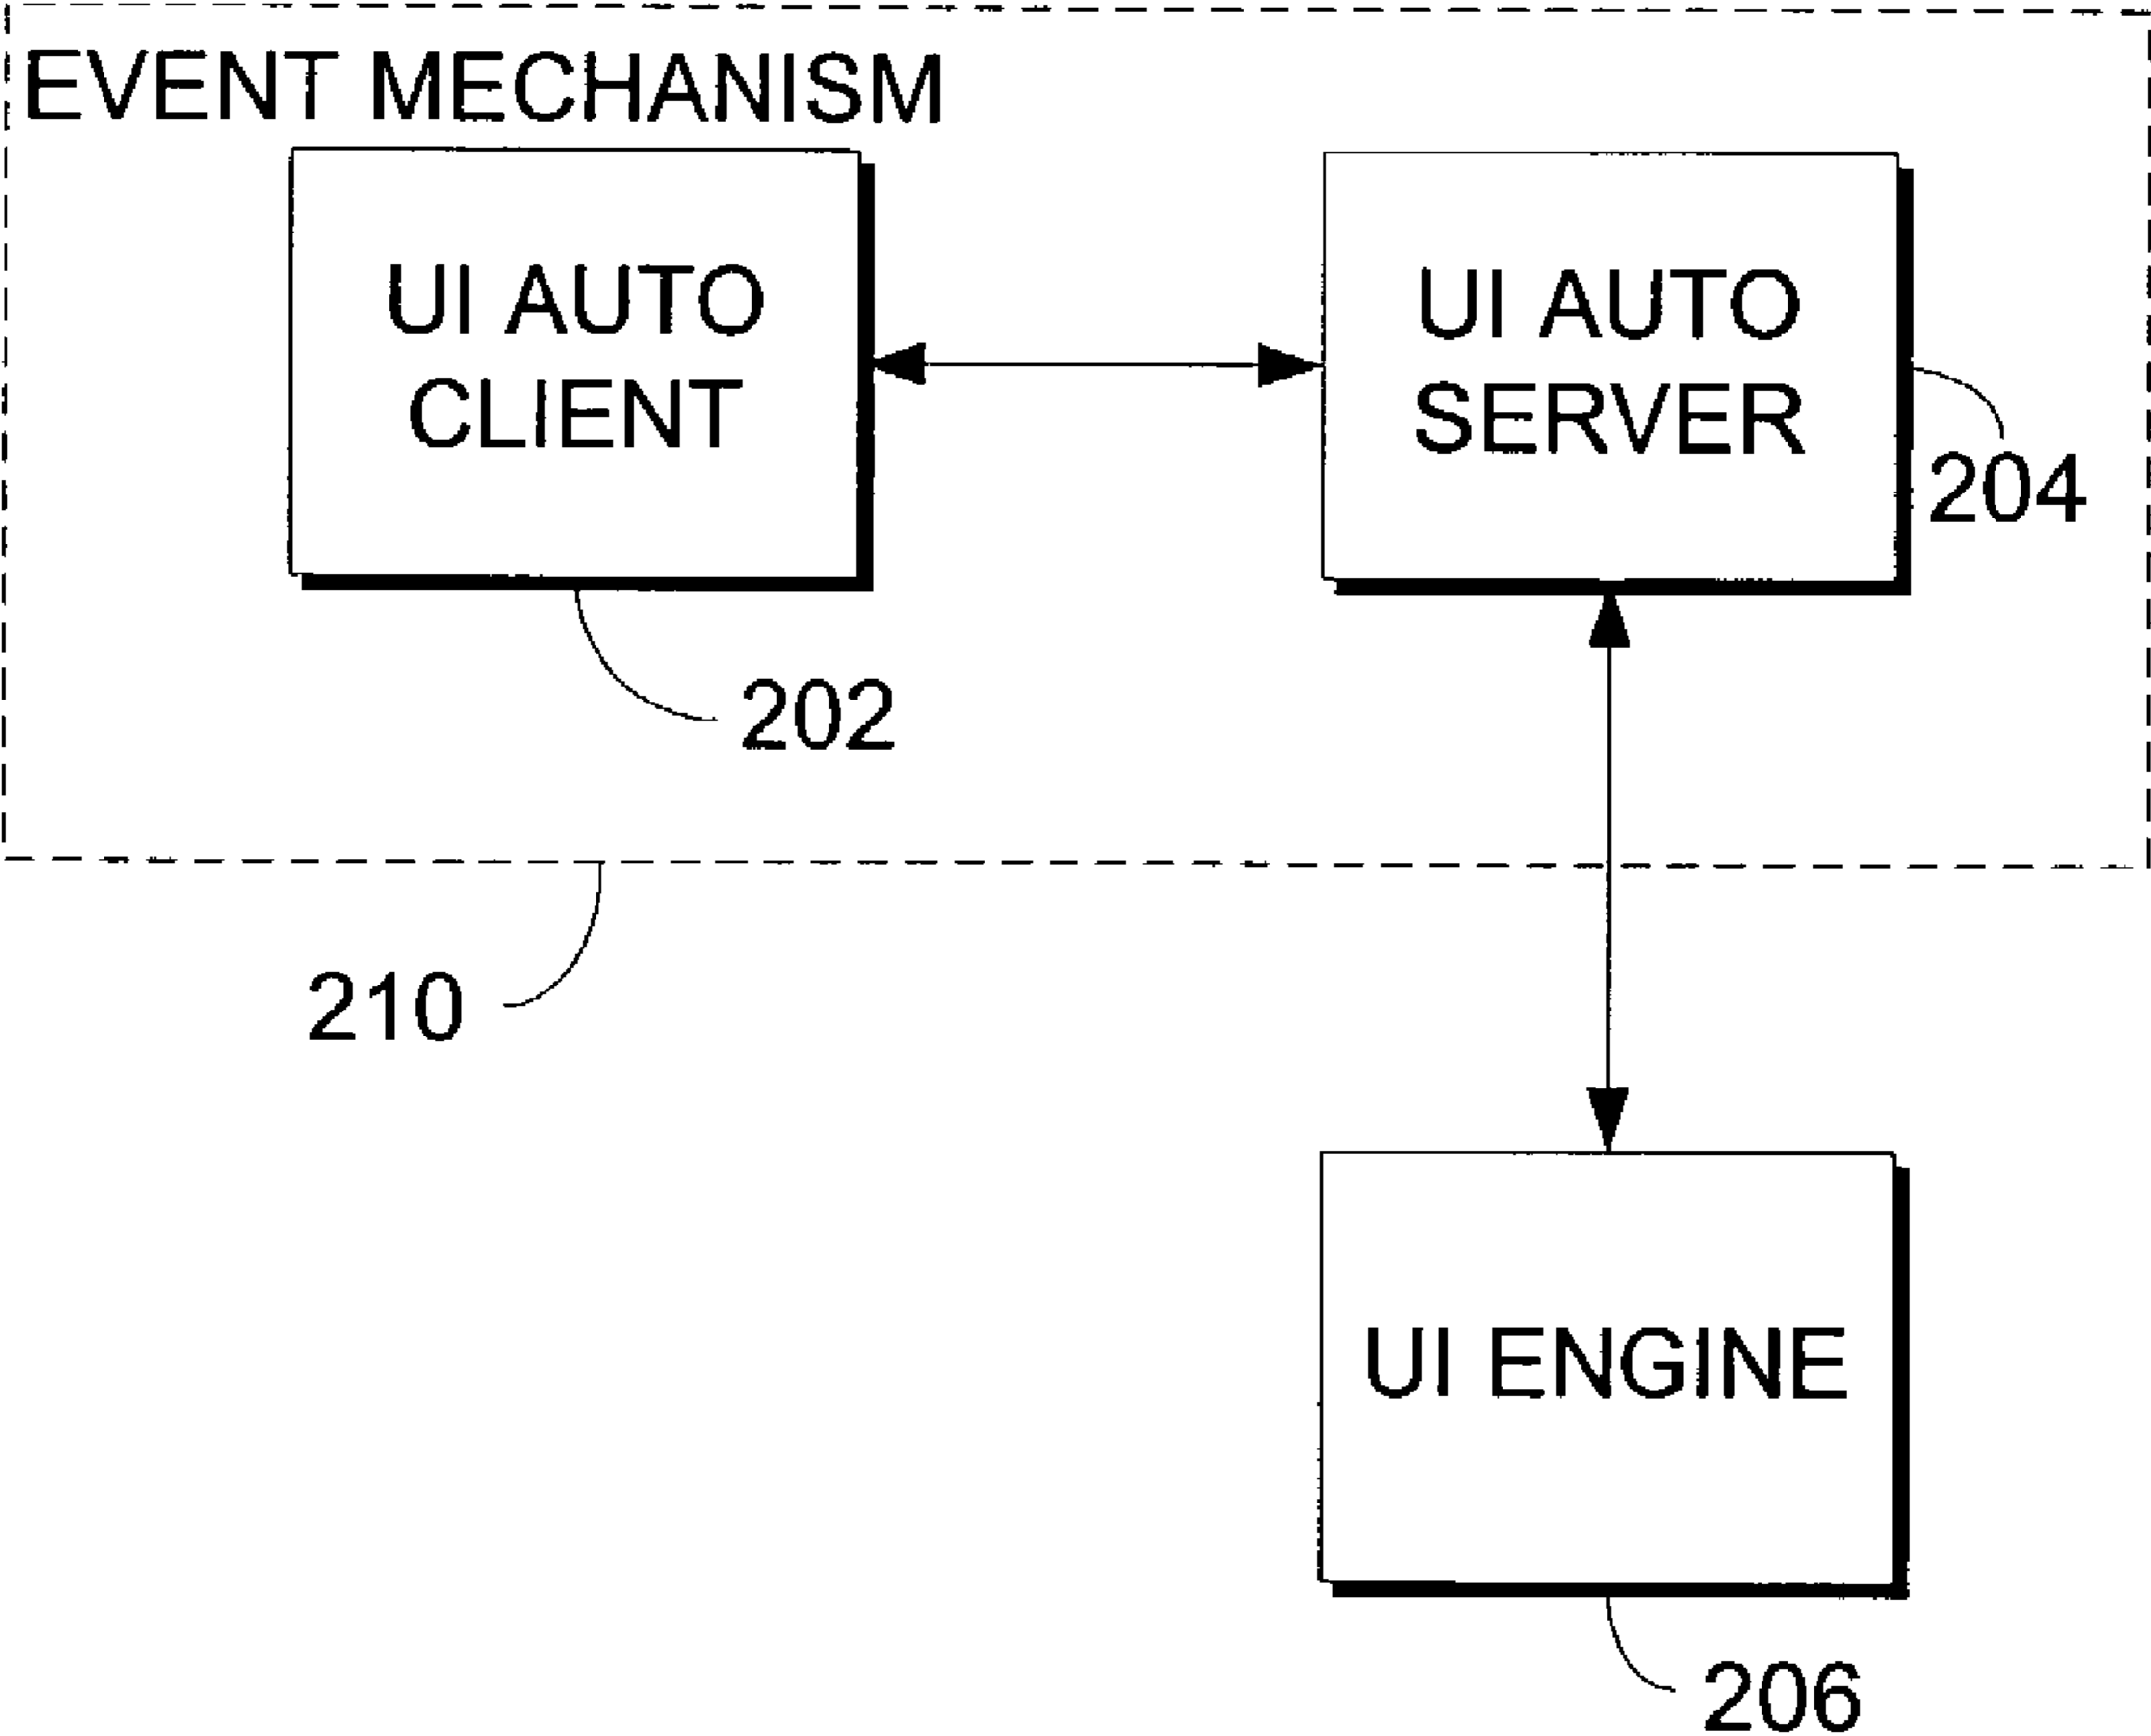 EVENT MECHANISM
UI AUTO
CLIENT
UI AUTO
SERVER
204
202
210
UI ENGINE
206